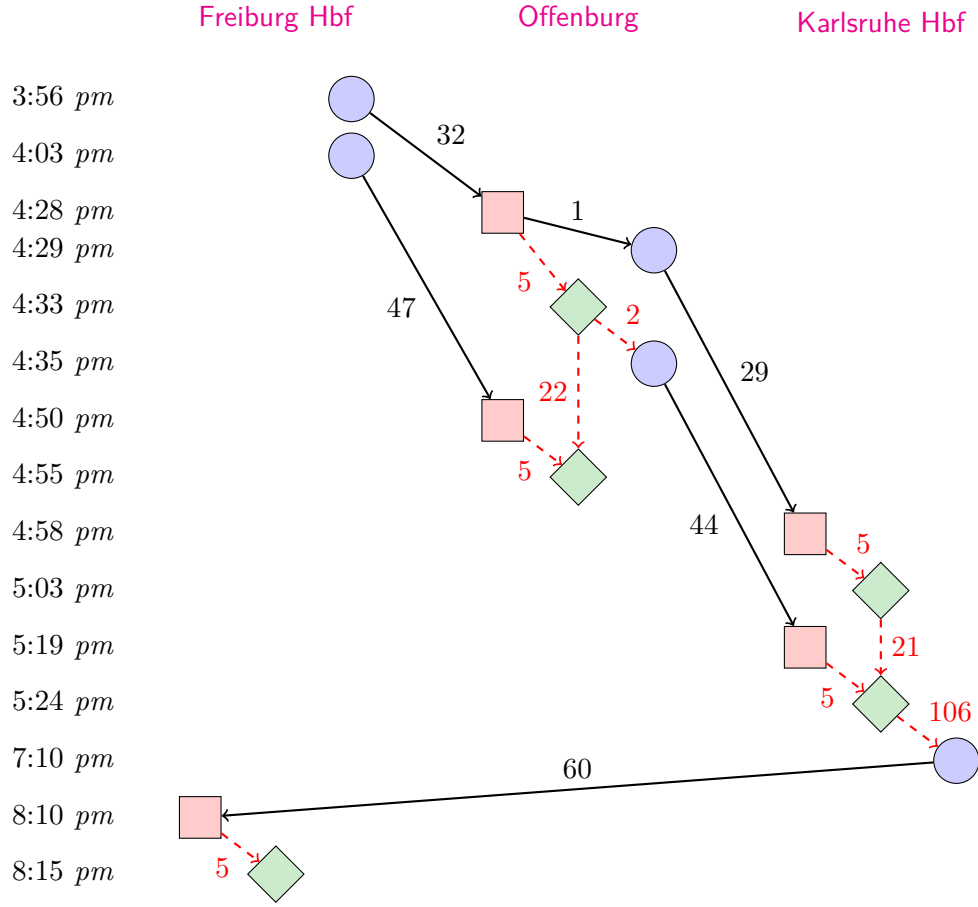 Freiburg Hbf Offenburg Karlsruhe Hbf
3:56 pm
32
4:03 pm
4:28 pm 1
4:29 pm
5
4:33 pm 47 2
4:35 pm 29
22
4:50 pm
5
4:55 pm
4:58 pm 44 5
5:03 pm
5:19 pm 21
5
5:24 pm 106
7:10 pm 60
8:10 pm
8:15 pm 5